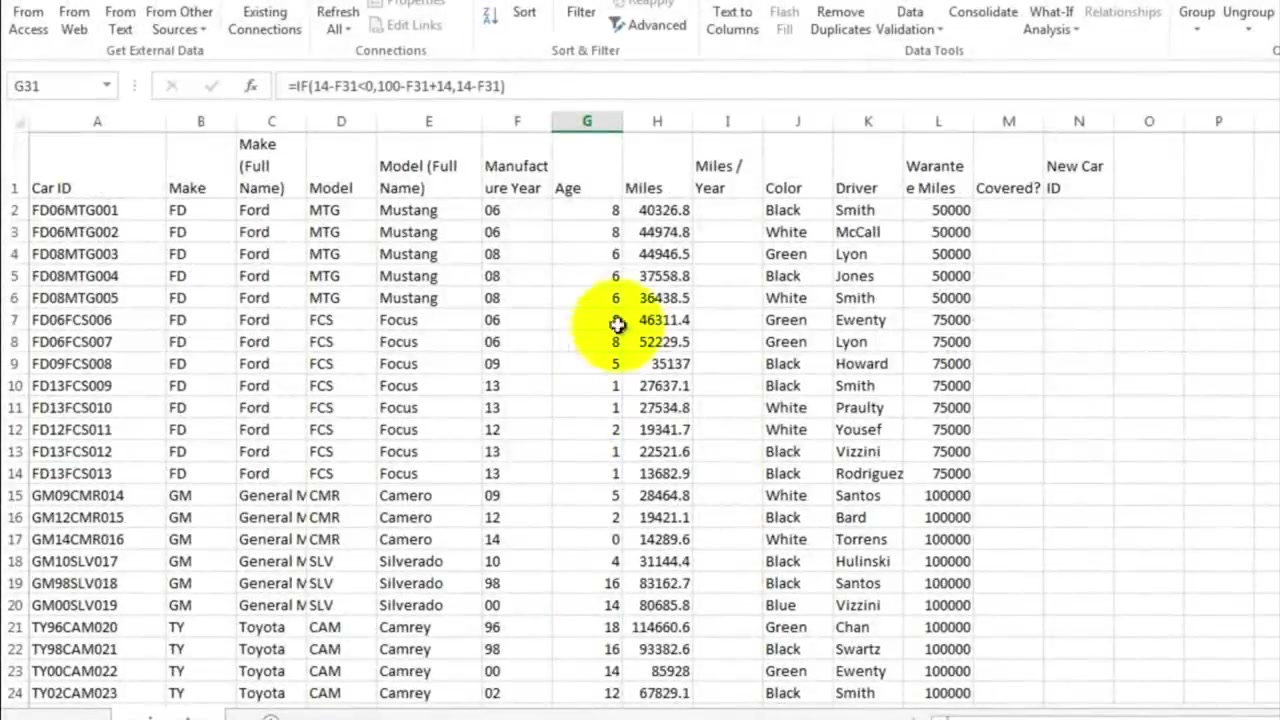 From Access From Web From Text From Other Sources Existing Connections Refresh All Properties Edit Links Sort Filter Reapply Advanced Text to Columns Flash Fill Remove Duplicates Data Validation Consolidate What-If Analysis Relationships Group Ungroup
Get External Data Connections Sort & Filter Data Tools
G31 fx =IF(14-F31<0,100-F31+14,14-F31)
A B C D E F G H I J K L M N O P
1 Car ID Make Make (Full Name) Model Model (Full Name) Manufacture Year Age Miles Miles / Year Color Driver Warantee Miles Covered? New Car ID
2 FD06MTG001 FD Ford MTG Mustang 06 8 40326.8 Black Smith 50000
3 FD06MTG002 FD Ford MTG Mustang 06 8 44974.8 White McCall 50000
4 FD08MTG003 FD Ford MTG Mustang 08 6 44946.5 Green Lyon 50000
5 FD08MTG004 FD Ford MTG Mustang 08 6 37558.8 Black Jones 50000
6 FD08MTG005 FD Ford MTG Mustang 08 6 36438.5 White Smith 50000
7 FD06FCS006 FD Ford FCS Focus 06 46311.4 Green Ewenty 75000
8 FD06FCS007 FD Ford FCS Focus 06 8 52229.5 Green Lyon 75000
9 FD09FCS008 FD Ford FCS Focus 09 5 35137 Black Howard 75000
10 FD13FCS009 FD Ford FCS Focus 13 1 27637.1 Black Smith 75000
11 FD13FCS010 FD Ford FCS Focus 13 1 27534.8 White Praulty 75000
12 FD12FCS011 FD Ford FCS Focus 12 2 19341.7 White Yousef 75000
13 FD13FCS012 FD Ford FCS Focus 13 1 22521.6 Black Vizzini 75000
14 FD13FCS013 FD Ford FCS Focus 13 1 13682.9 Black Rodriguez 75000
15 GM09CMR014 GM General M CMR Camero 09 5 28464.8 White Santos 100000
16 GM12CMR015 GM General M CMR Camero 12 2 19421.1 Black Bard 100000
17 GM14CMR016 GM General M CMR Camero 14 0 14289.6 White Torrens 100000
18 GM10SLV017 GM General M SLV Silverado 10 4 31144.4 Black Hulinski 100000
19 GM98SLV018 GM General M SLV Silverado 98 16 83162.7 Black Santos 100000
20 GM00SLV019 GM General M SLV Silverado 00 14 80685.8 Blue Vizzini 100000
21 TY96CAM020 TY Toyota CAM Camrey 96 18 114660.6 Green Chan 100000
22 TY98CAM021 TY Toyota CAM Camrey 98 16 93382.6 Black Swartz 100000
23 TY00CAM022 TY Toyota CAM Camrey 00 14 85928 Green Ewenty 100000
24 TY02CAM023 TY Toyota CAM Camrey 02 12 67829.1 Black Smith 100000